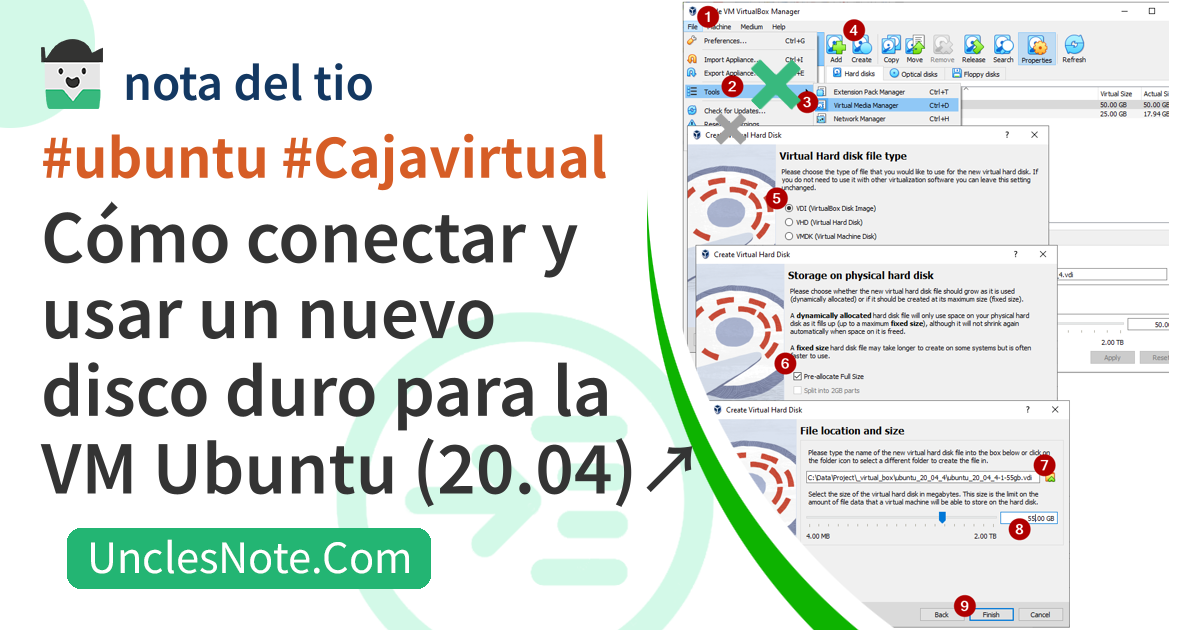 nota del tio
#ubuntu #Cajavirtual
Cómo conectar y
usar un nuevo
disco duro para la
VM Ubuntu (20.04)↗
UnclesNote.Com
VM VirtualBox Manager
1
File Machine Medium Help
Preferences... Ctrl+G
Import Appliance... Ctrl+I
Export Appliance
2
Tools
Check for Updates...
3
Extension Pack Manager Ctrl+T
Virtual Media Manager Ctrl+D
Network Manager Ctrl+H
4
Add Create Copy Move Remove Release Search Properties Refresh
Hard disks Optical disks Floppy disks
Virtual Size Actual Si
50.00 GB 50.00 GB
25.00 GB 17.94 GB
Hard Disk
Virtual Hard disk file type
Please choose the type of file that you would like to use for the new virtual hard disk. If
you do not need to use it with other virtualization software you can leave this setting
unchanged.
5
VDI (VirtualBox Disk Image)
VHD (Virtual Hard Disk)
VMDK (Virtual Machine Disk)
4.vdi
50.0
2.00 TB
Apply Reset
Create Virtual Hard Disk
Storage on physical hard disk
Please choose whether the new virtual hard disk file should grow as it is used
(dynamically allocated) or if it should be created at its maximum size (fixed size).
A dynamically allocated hard disk file will only use space on your physical hard
disk as it fills up (up to a maximum fixed size), although it will not shrink again
automatically when space on it is freed.
A fixed size hard disk file may take longer to create on some systems but is often
faster to use.
6
Pre-allocate Full Size
Split into 2GB parts
Create Virtual Hard Disk
File location and size
Please type the name of the new virtual hard disk file into the box below or click on
the folder icon to select a different folder to create the file in.
7
C:\Data\Project\_virtual_box\ubuntu_20_04_4\ubuntu_20_04_4-1-55gb.vdi
Select the size of the virtual hard disk in megabytes. This size is the limit on the
amount of file data that a virtual machine will be able to store on the hard disk.
55.00 GB
8
4.00 MB 2.00 TB
9
Back Finish Cancel